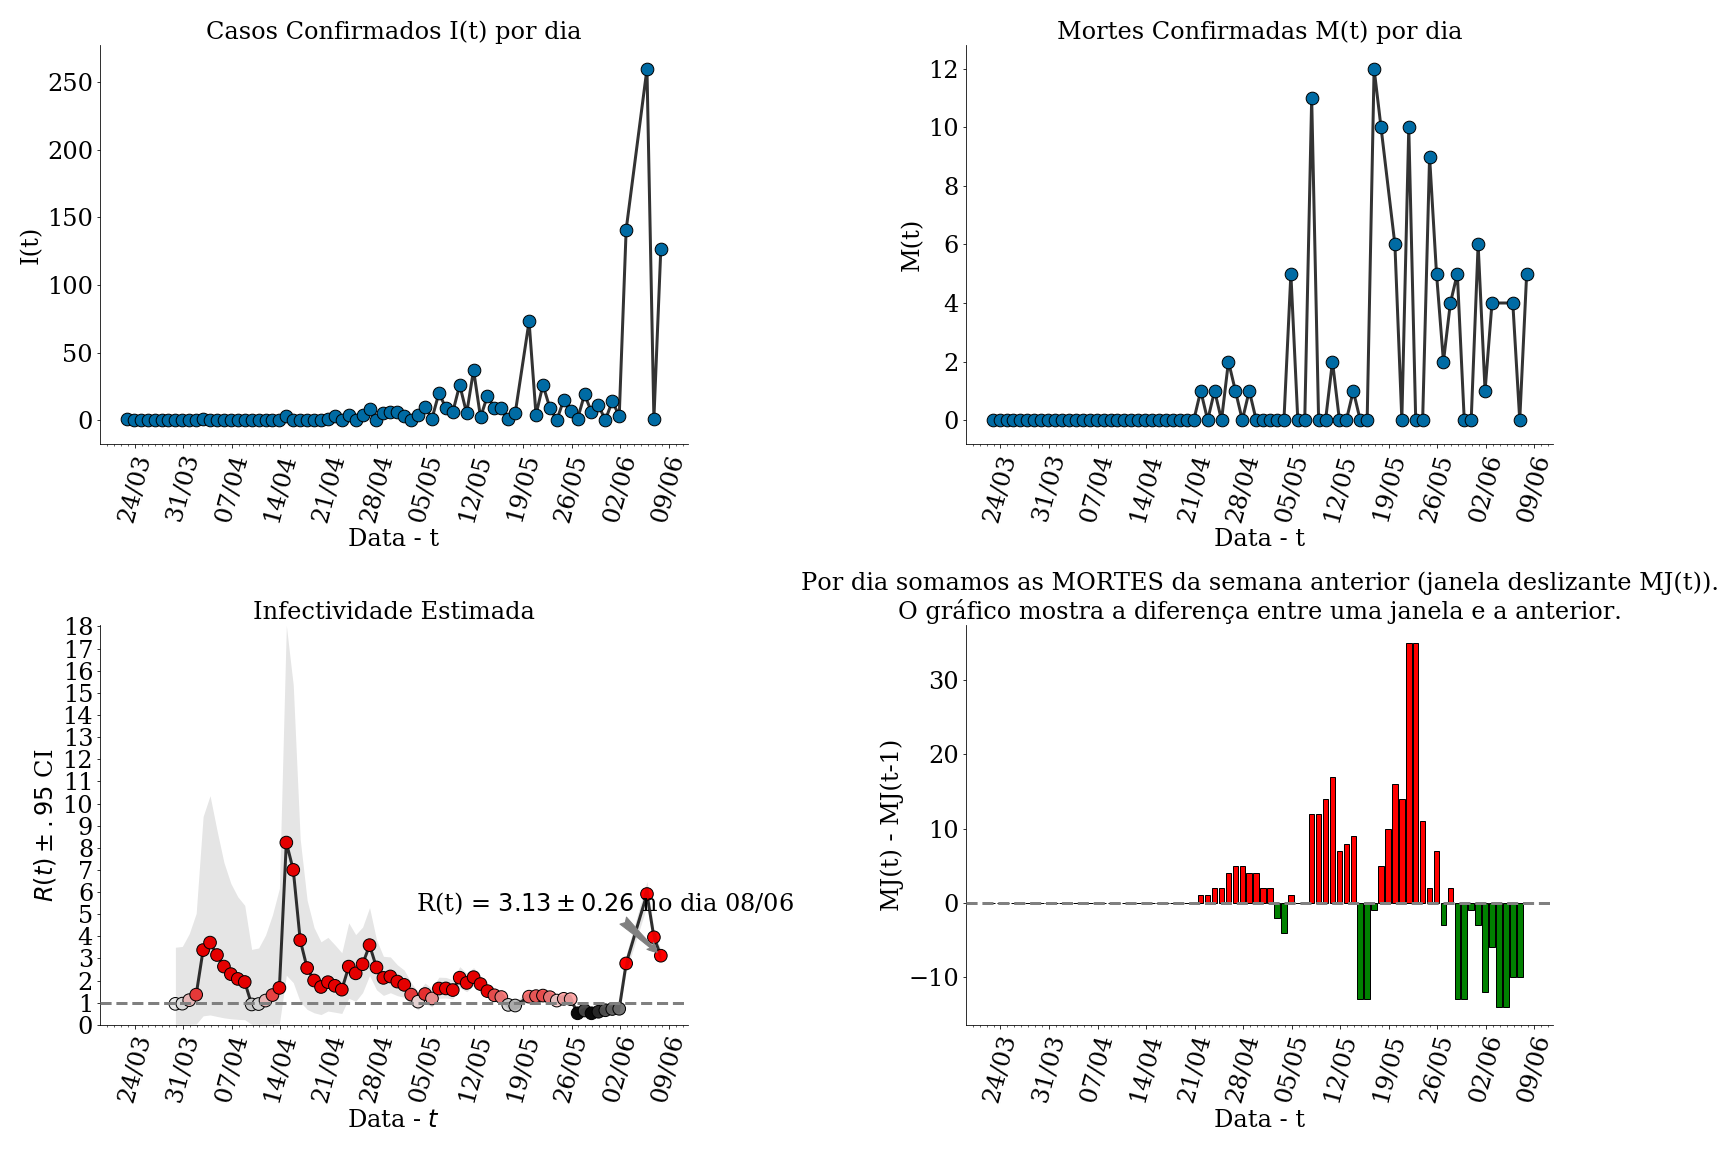 Casos Confirmados I(t) por dia
I(t)
250
200
150
100
50
0
24/03 31/03 07/04 14/04 21/04 28/04 05/05 12/05 19/05 26/05 02/06 09/06
Data - t
Mortes Confirmadas M(t) por dia
M(t)
12
10
8
6
4
2
0
24/03 31/03 07/04 14/04 21/04 28/04 05/05 12/05 19/05 26/05 02/06 09/06
Data - t
Infectividade Estimada
R(t) ± .95 CI
18
17
16
15
14
13
12
11
10
9
8
7
6
5
4
3
2
1
0
R(t) = 3.13 ± 0.26 no dia 08/06
24/03 31/03 07/04 14/04 21/04 28/04 05/05 12/05 19/05 26/05 02/06 09/06
Data - t
Por dia somamos as MORTES da semana anterior (janela deslizante MJ(t)).
O gráfico mostra a diferença entre uma janela e a anterior.
MJ(t) - MJ(t-1)
30
20
10
0
−10
24/03 31/03 07/04 14/04 21/04 28/04 05/05 12/05 19/05 26/05 02/06 09/06
Data - t